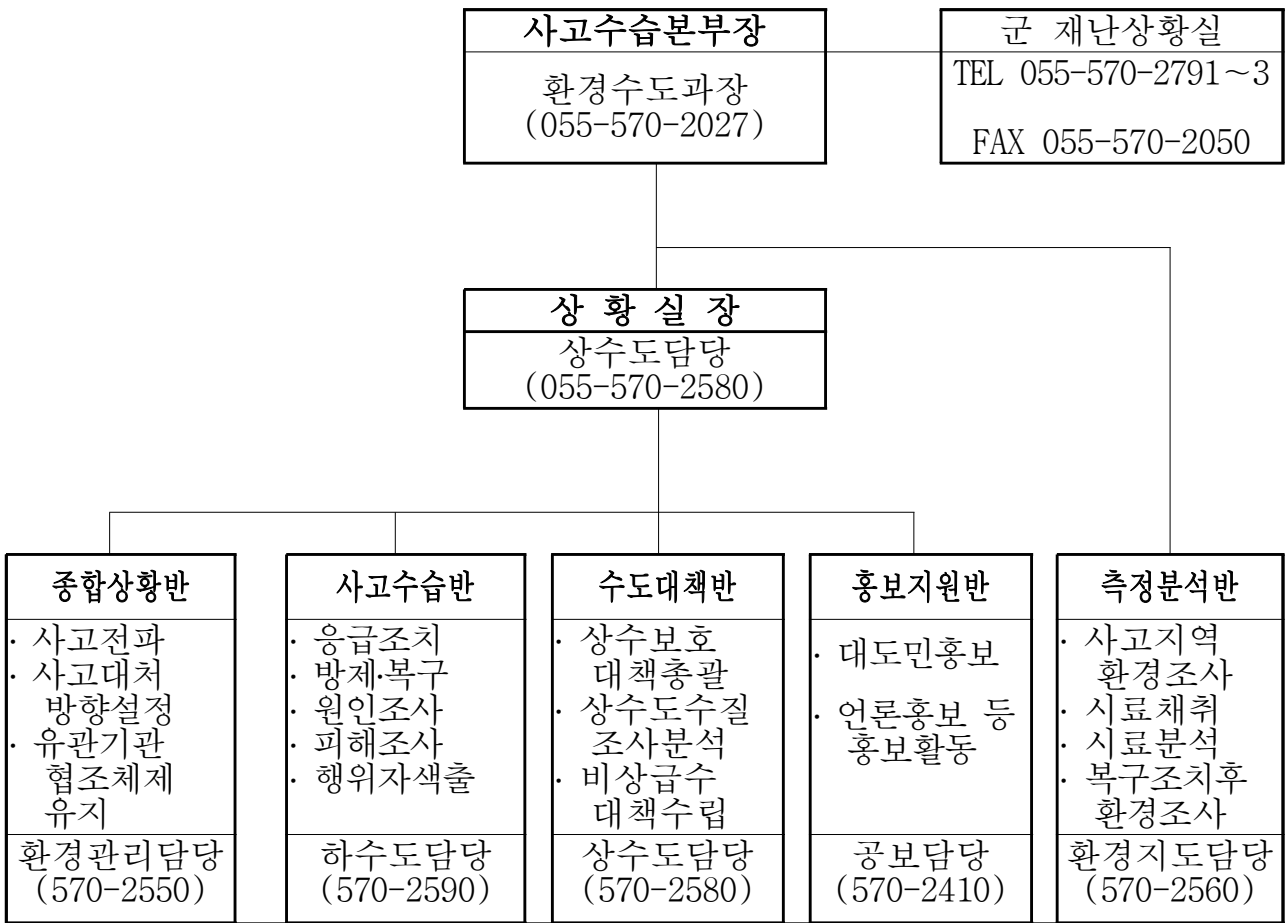 사고수습본부장
환경수도과장
(055-570-2027)
군 재난상황실
TEL 055-570-2791~3
FAX 055-570-2050
상 황 실 장
상수도담당
(055-570-2580)
종합상황반
· 사고전파
· 사고대처
방향설정
· 유관기관
협조체제
유지
환경관리담당
(570-2550)
사고수습반
· 응급조치
· 방제·복구
· 원인조사
· 피해조사
· 행위자색출
하수도담당
(570-2590)
수도대책반
· 상수보호
대책총괄
· 상수도수질
조사분석
· 비상급수
대책수립
상수도담당
(570-2580)
홍보지원반
· 대도민홍보
· 언론홍보 등
홍보활동
공보담당
(570-2410)
측정분석반
· 사고지역
환경조사
· 시료채취
· 시료분석
· 복구조치후
환경조사
환경지도담당
(570-2560)